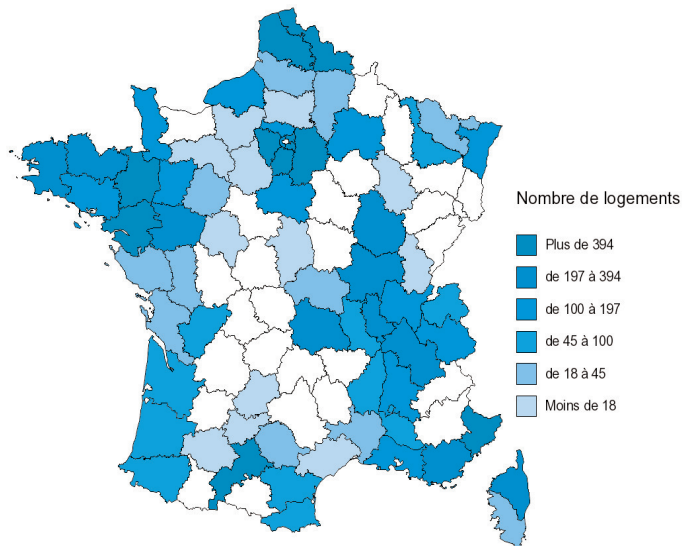 Nombre de logements
Plus de 394
de 197 à 394
de 100 à 197
de 45 à 100
de 18 à 45
Moins de 18